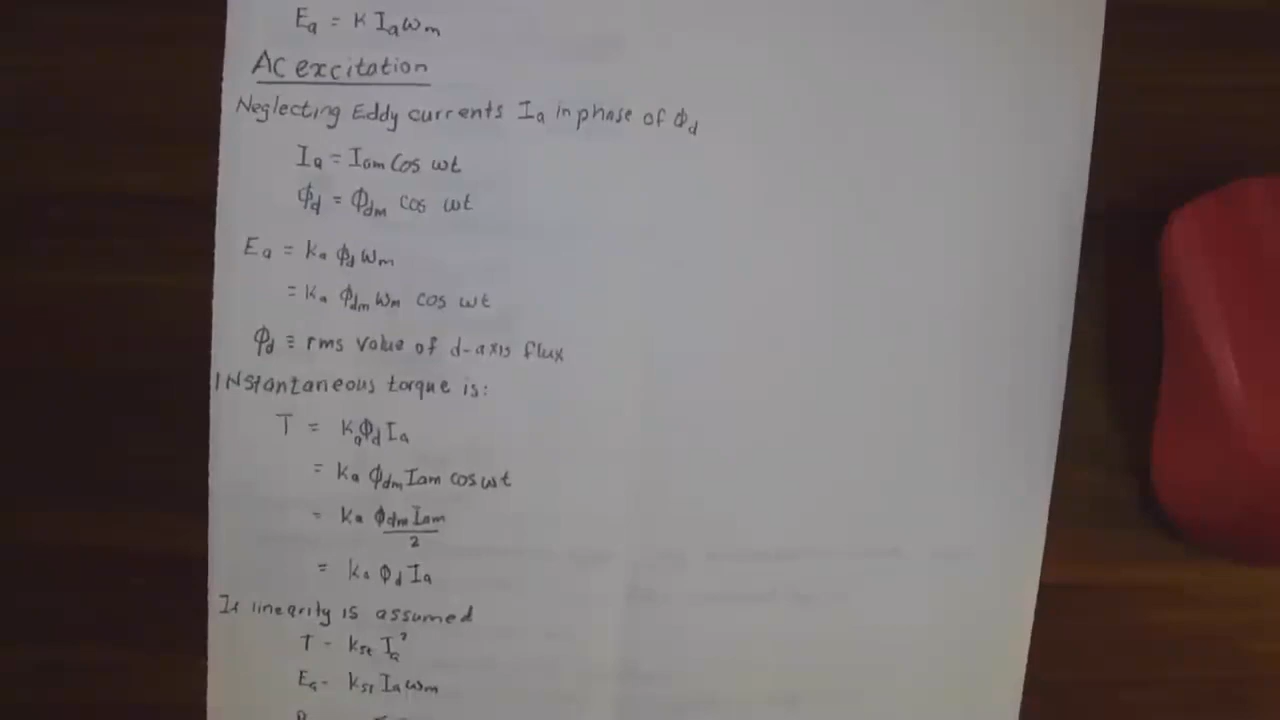 Ea = K Ia ωm
AC excitation
Neglecting Eddy currents Ia in phase of Φd
Ia = Iam Cos ωt
Φd = Φdm cos ωt
Ea = Ka Φd ωm
= Ka Φdm ωm cos ωt
Φd ≡ rms value of d-axis flux
INstantaneous torque is:
T = Ka Φd Ia
= Ka Φdm Iam cos ωt
= Ka Φdm Iam / 2
= Ka Φd Ia
If linearity is assumed
T - Kse Ia²
Ea - Ksr Ia ωm